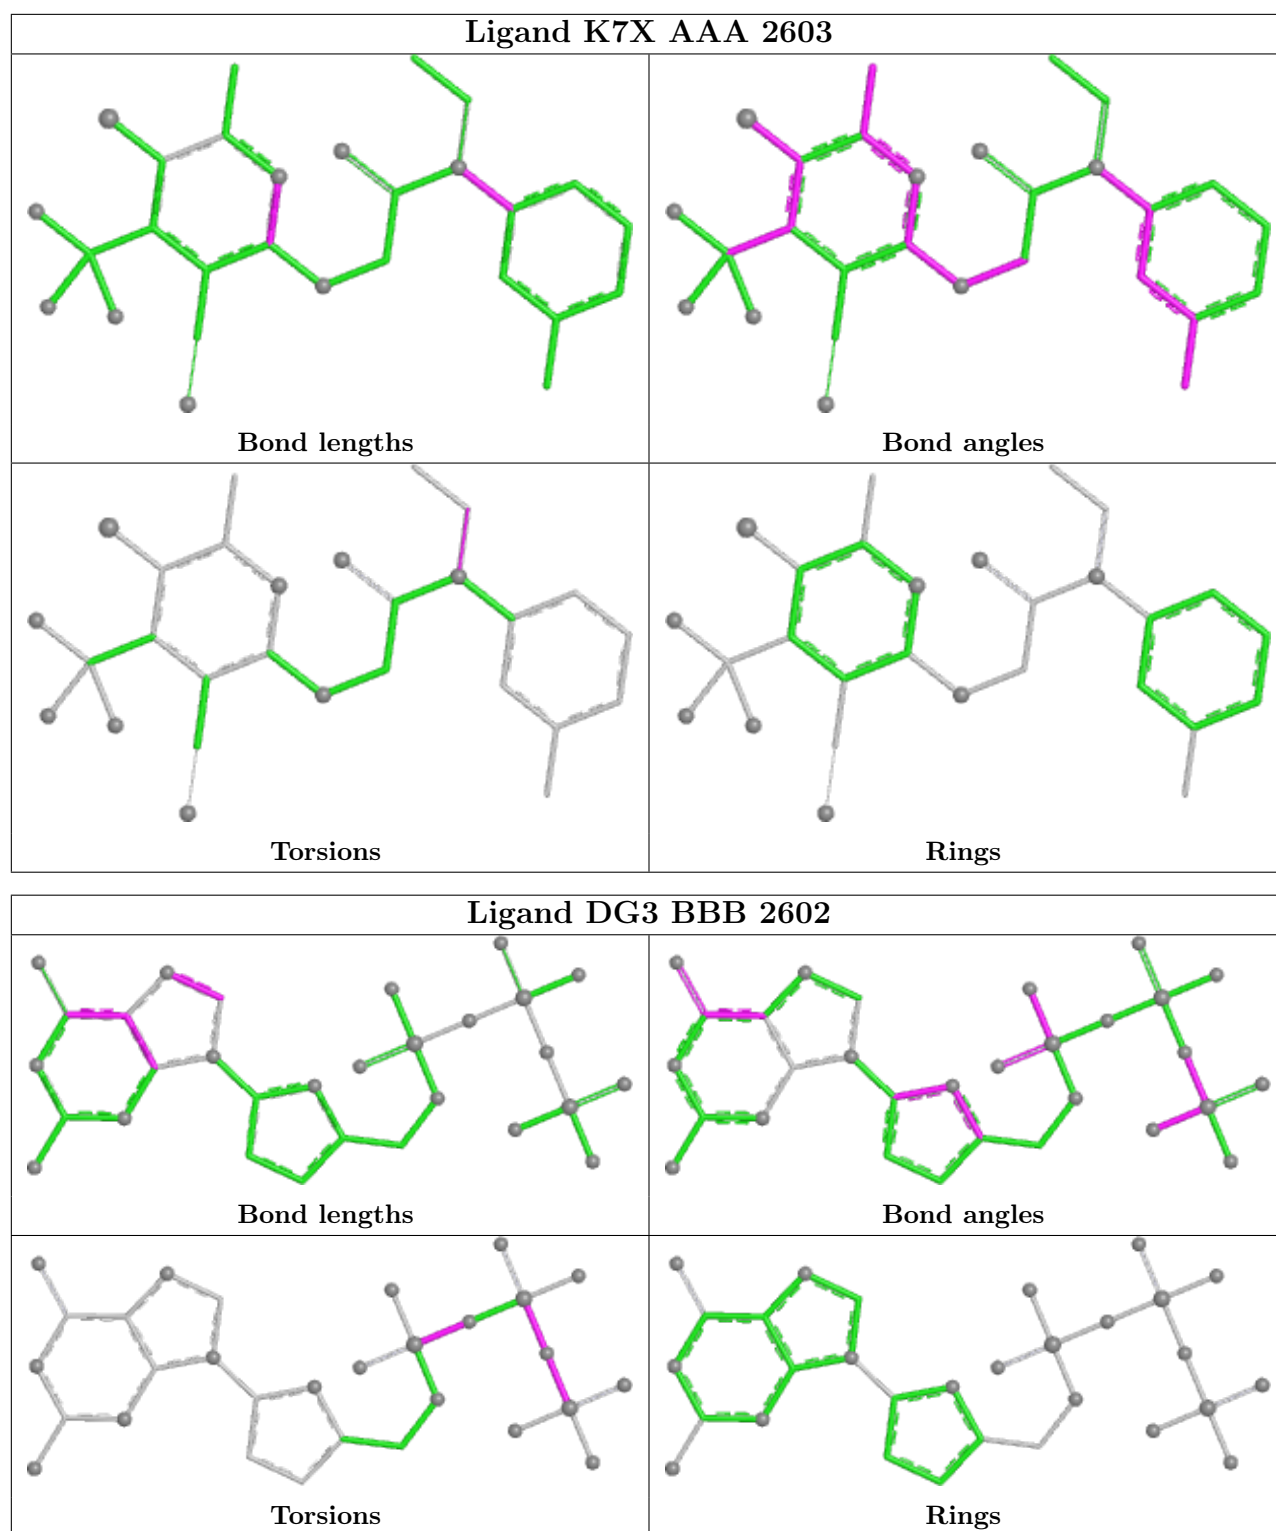 Ligand K7X AAA 2603
Bond lengths
Bond angles
Torsions
Rings
Ligand DG3 BBB 2602
Bond lengths
Bond angles
Torsions
Rings